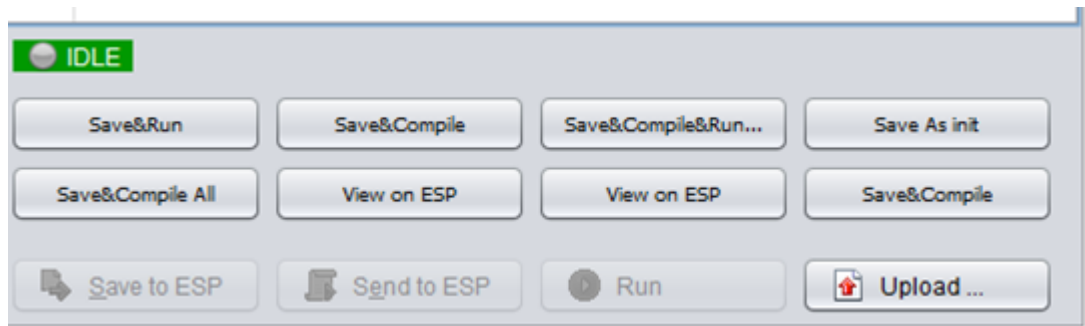 IDLE
Save&Run Save&Compile Save&Compile&Run... Save As init
Save&Compile All View on ESP View on ESP Save&Compile
Save to ESP Send to ESP Run Upload ...